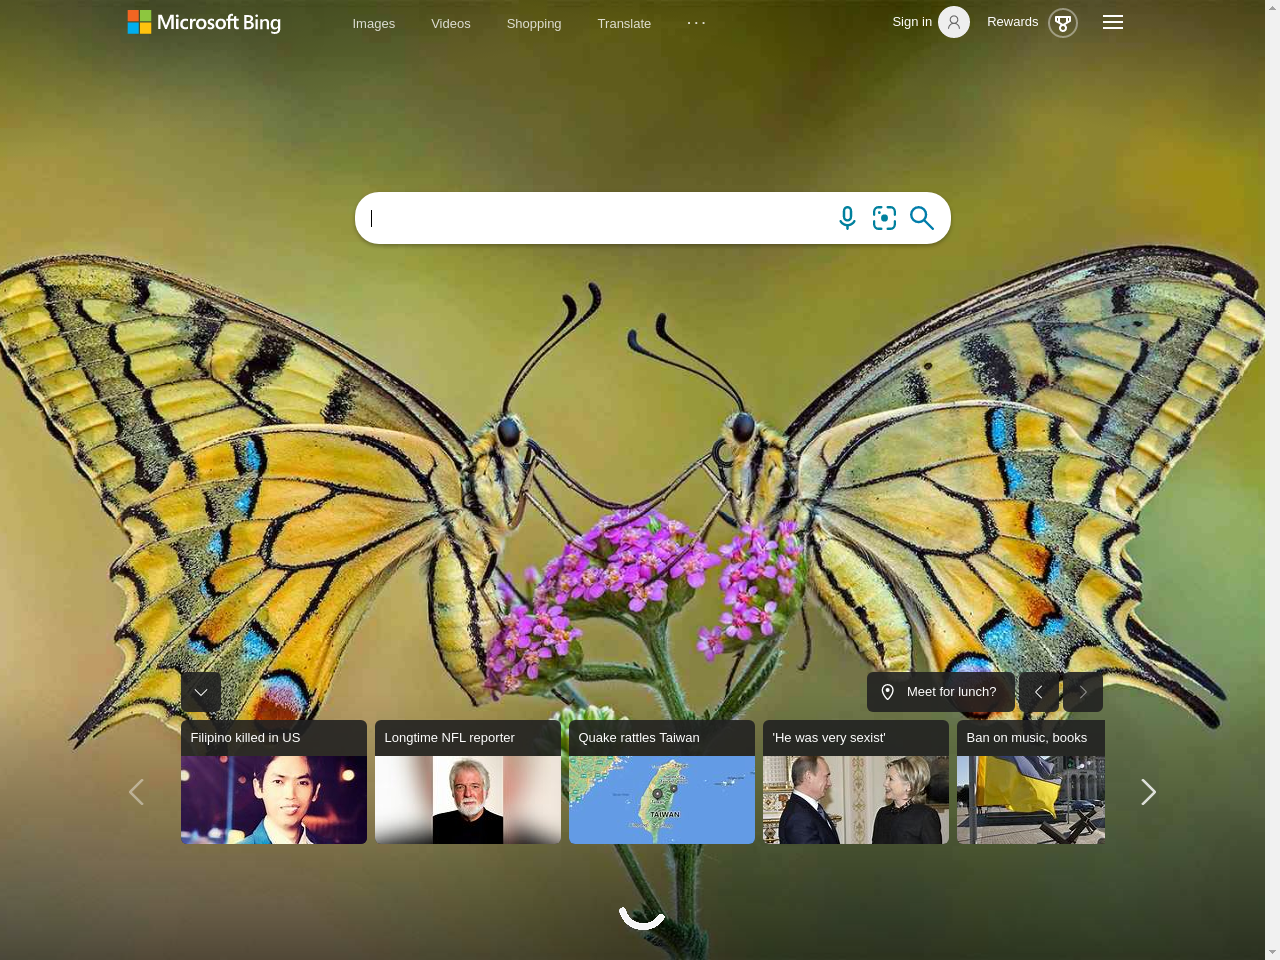 Microsoft Bing
Images
Videos
Shopping
Translate
Sign in
Rewards
Meet for lunch?
Filipino killed in US
Longtime NFL reporter
Quake rattles Taiwan
'He was very sexist'
Ban on music, books
TAIWAN